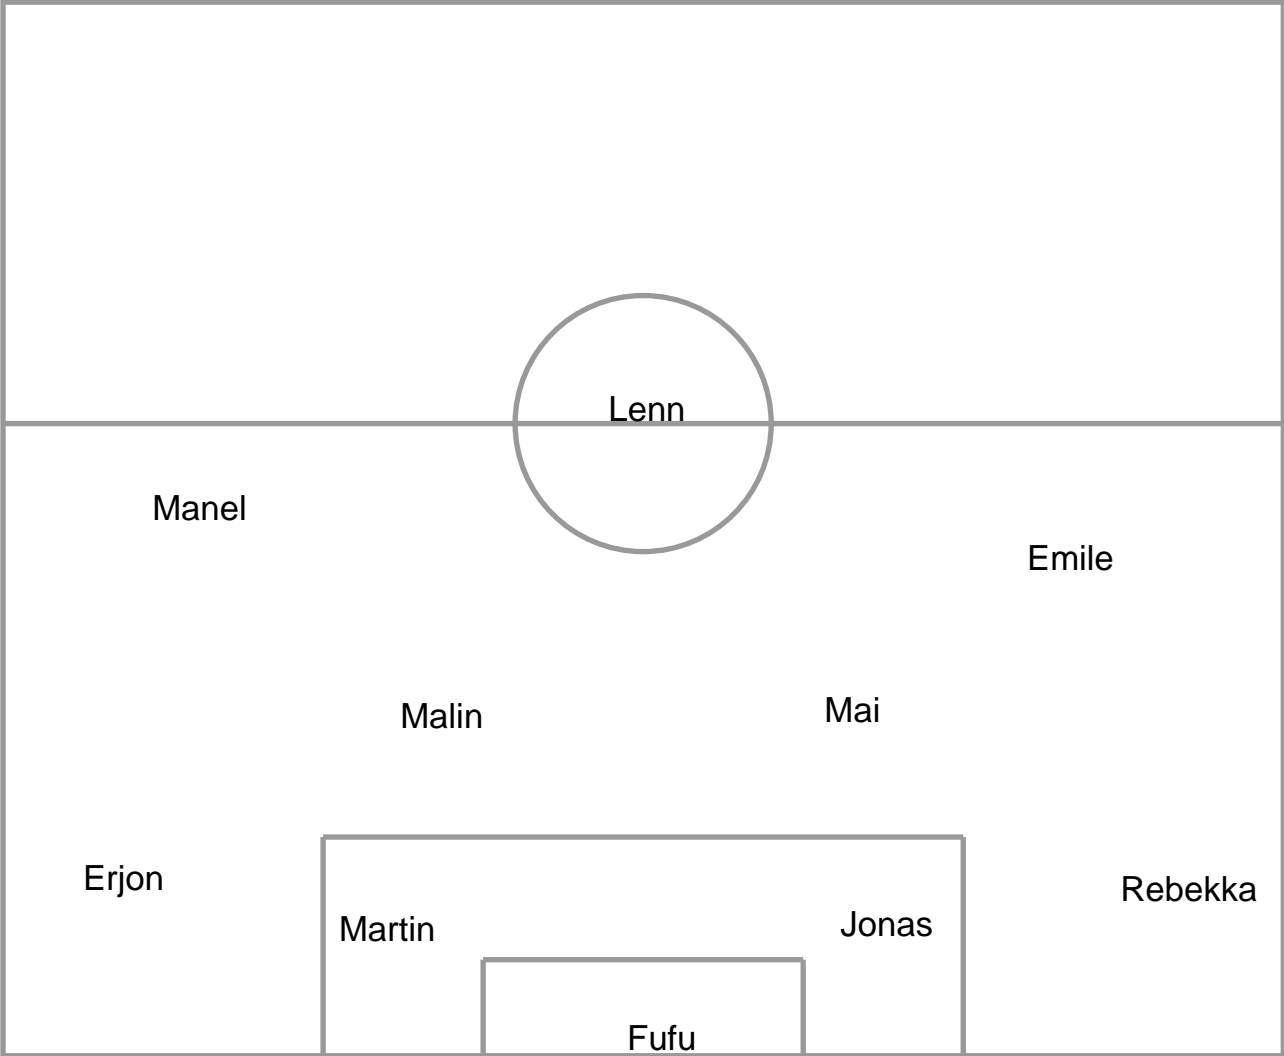 Lenn
Manel
Emile
Malin
Mai
Erjon
Rebekka
Martin
Jonas
Fufu